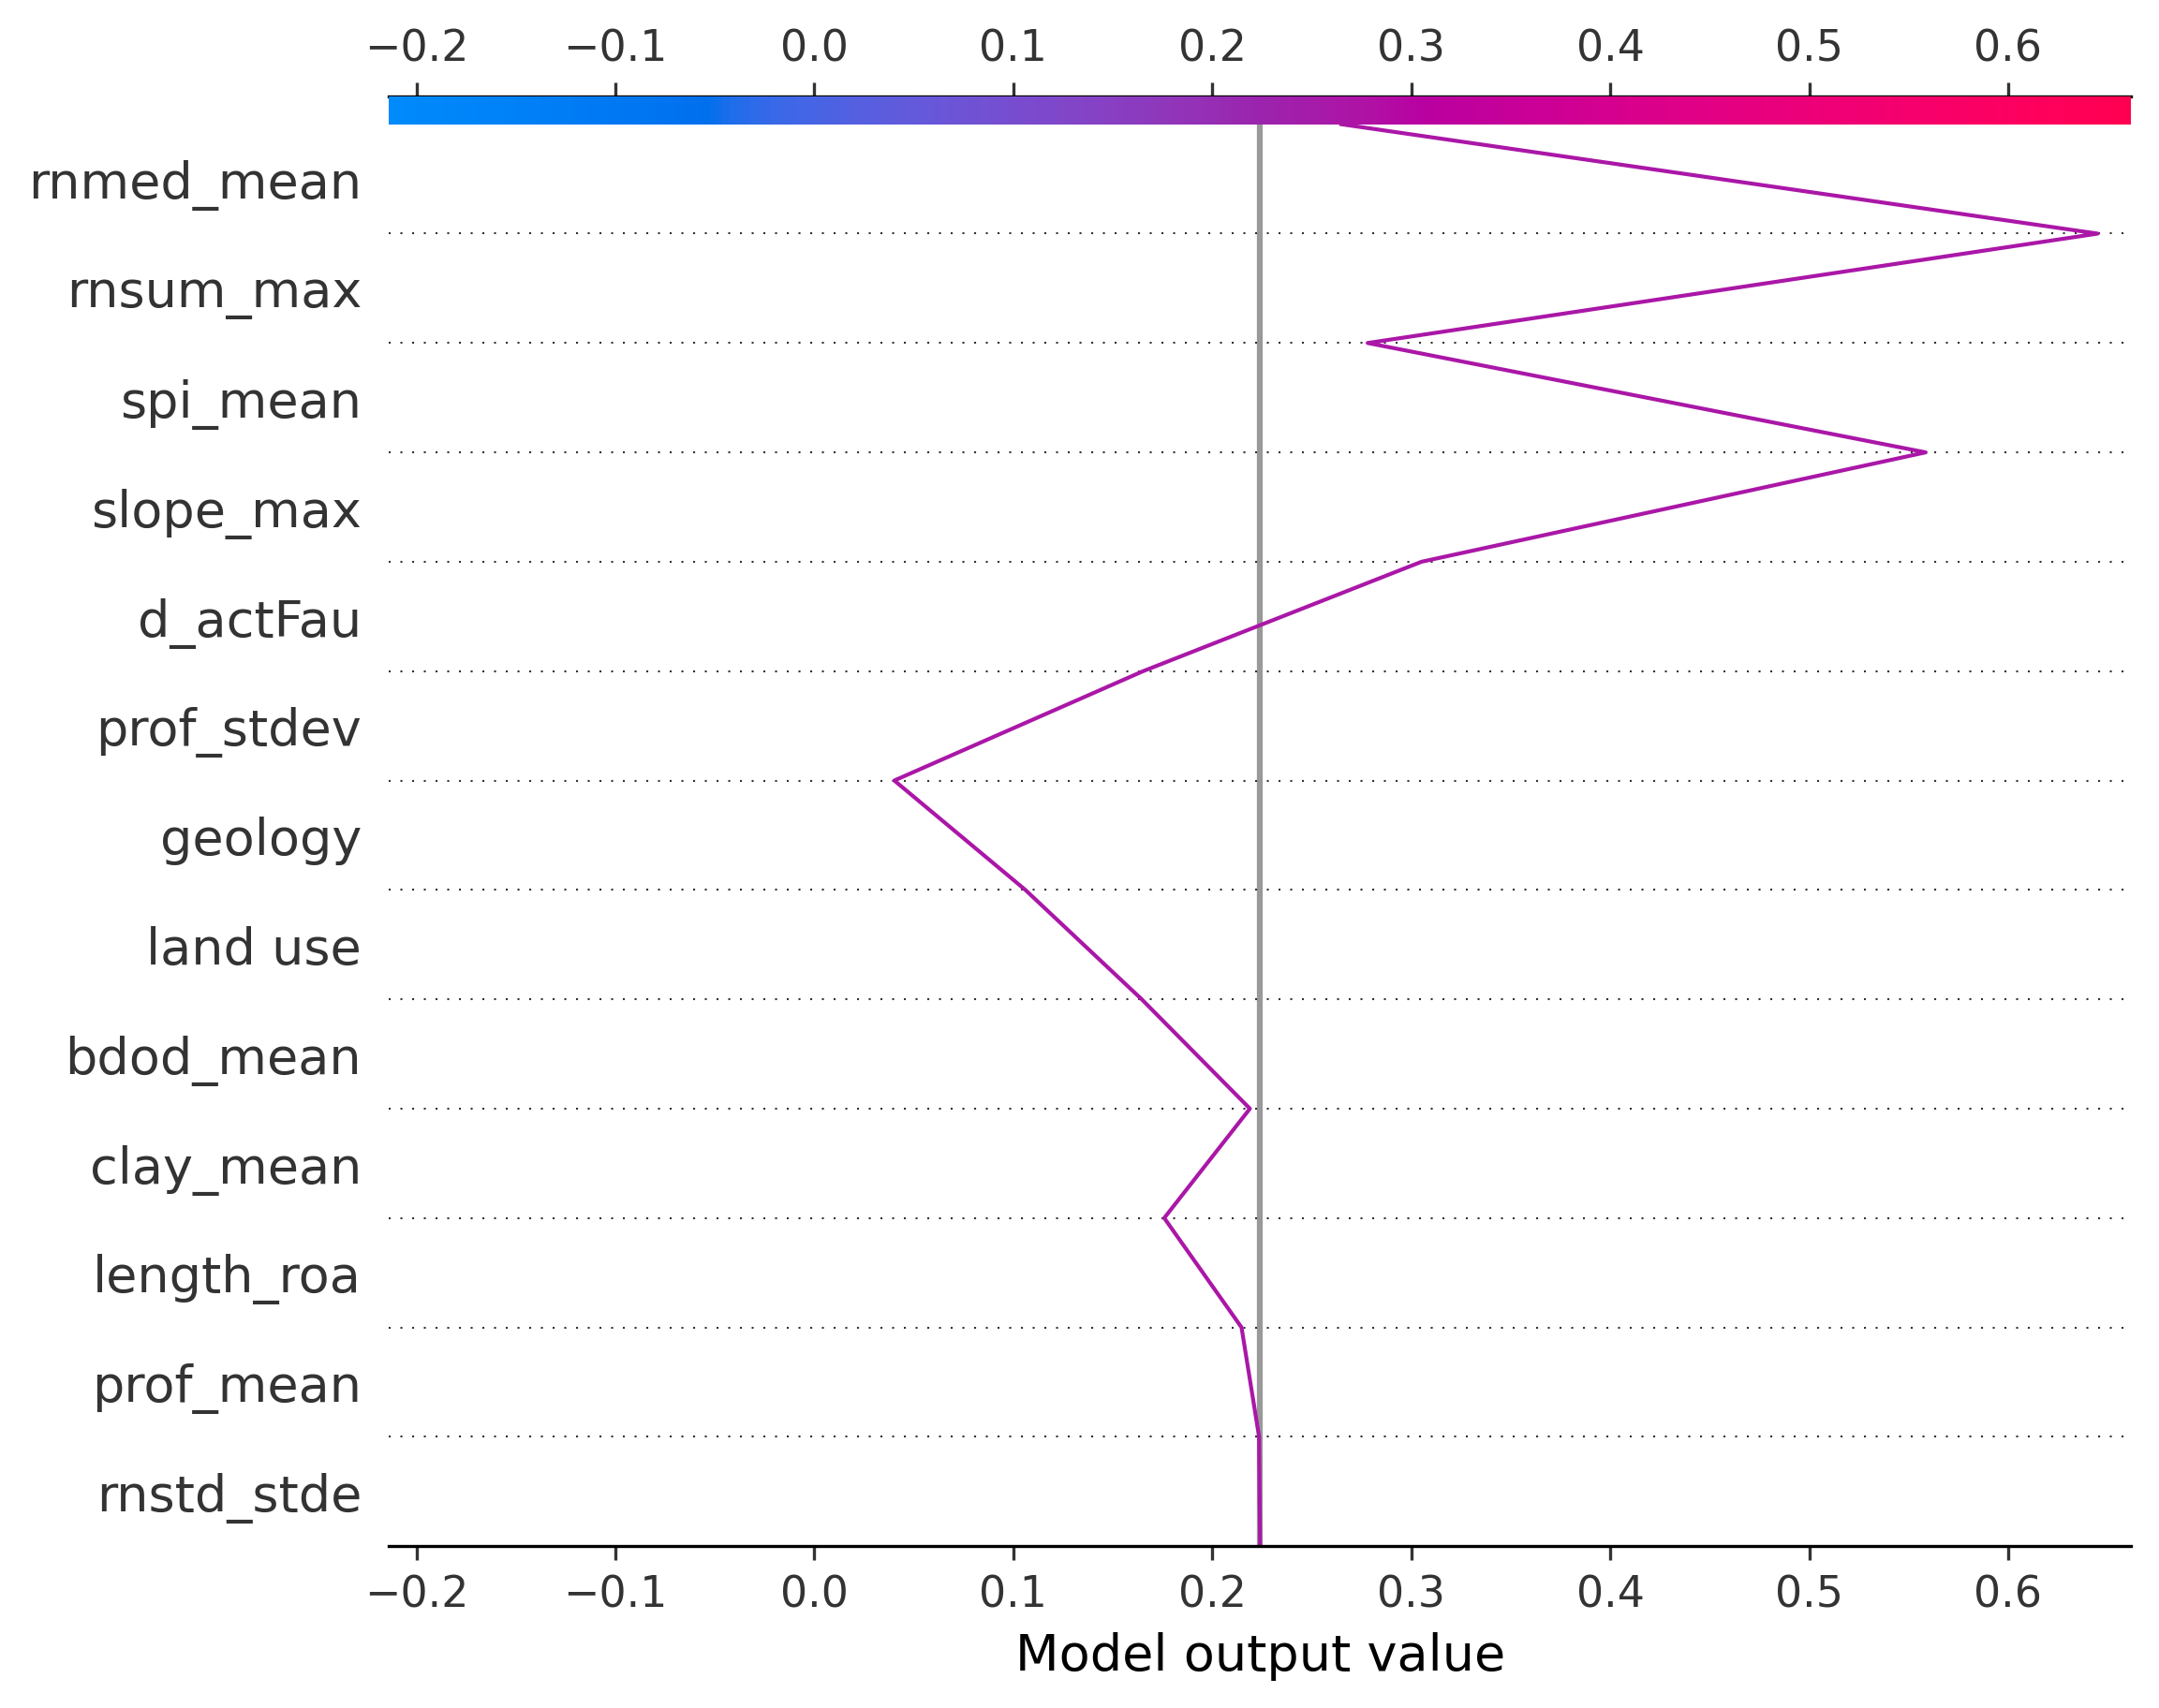 −0.2 −0.1 0.0 0.1 0.2 0.3 0.4 0.5 0.6
rnmed_mean
rnsum_max
spi_mean
slope_max
d_actFau
prof_stdev
geology
land use
bdod_mean
clay_mean
length_roa
prof_mean
rnstd_stde
−0.2 −0.1 0.0 0.1 0.2 0.3 0.4 0.5 0.6
Model output value